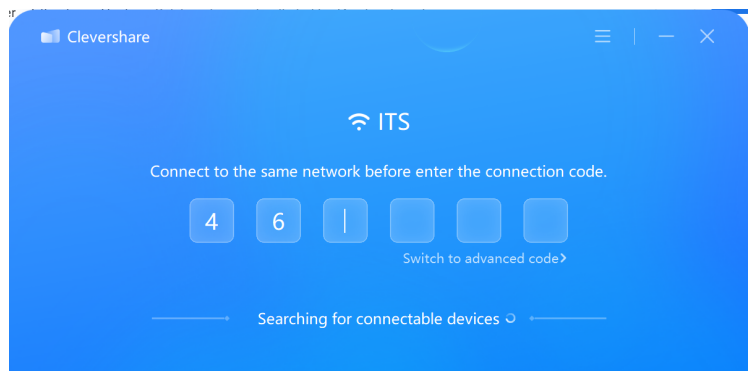 Clevershare
ITS
Connect to the same network before enter the connection code.
4 6
Switch to advanced code>
Searching for connectable devices